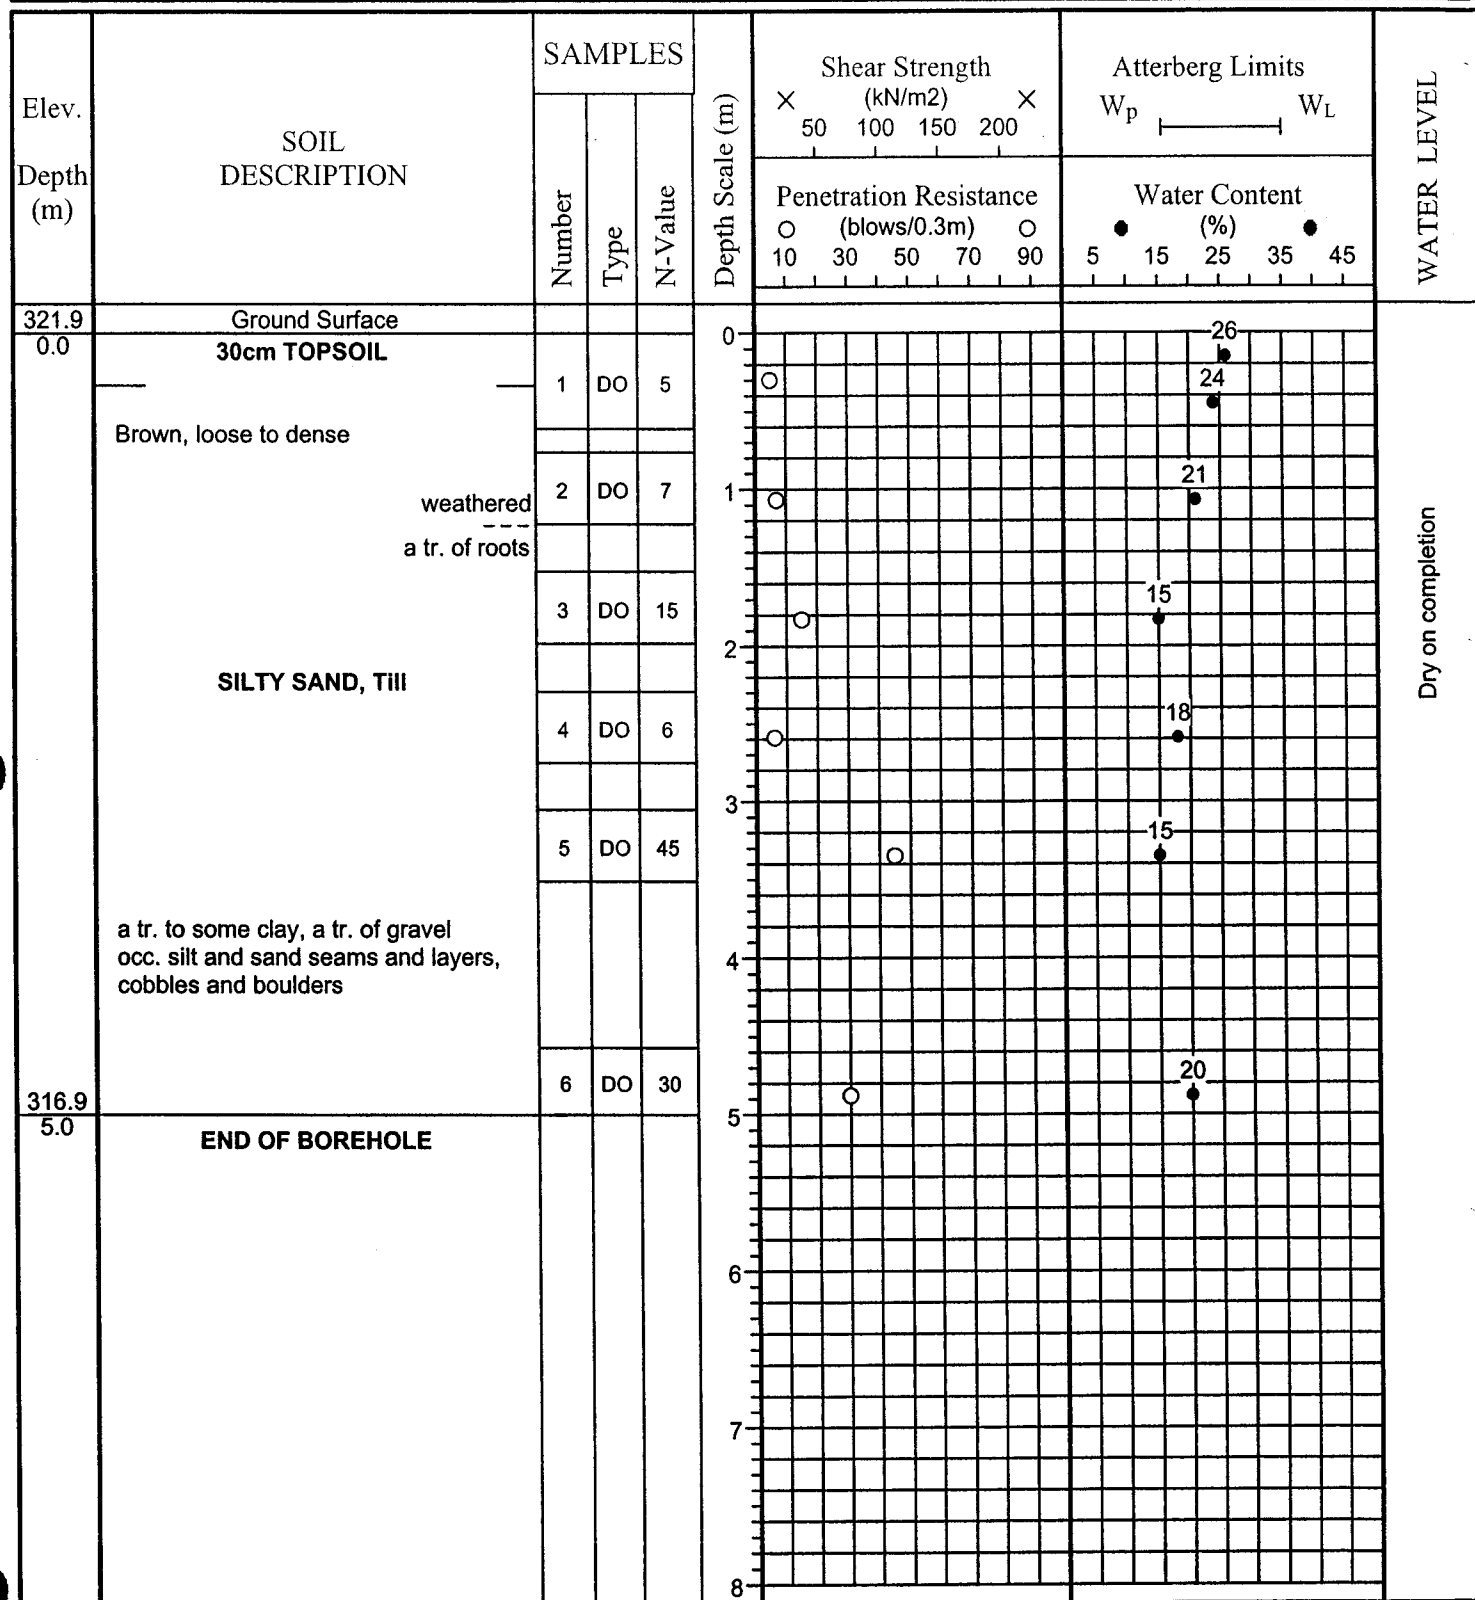 SAMPLES
Elev.
Depth
(m)
SOIL
DESCRIPTION
Number
Type
N-Value
Depth Scale (m)
Shear Strength
× (kN/m2) ×
50 100 150 200
Penetration Resistance
○ (blows/0.3m) ○
10 30 50 70 90
Atterberg Limits
Wp WL
Water Content
● (%) ●
5 15 25 35 45
WATER LEVEL
321.9 Ground Surface
0.0 30cm TOPSOIL
0
26
1 DO 5
24
Brown, loose to dense
21
weathered
2 DO 7
1
a tr. of roots
15
3 DO 15
2
Dry on completion
SILTY SAND, Till
18
4 DO 6
3
15
5 DO 45
a tr. to some clay, a tr. of gravel
occ. silt and sand seams and layers,
cobbles and boulders
4
20
6 DO 30
316.9
5.0
5
END OF BOREHOLE
6
7
8